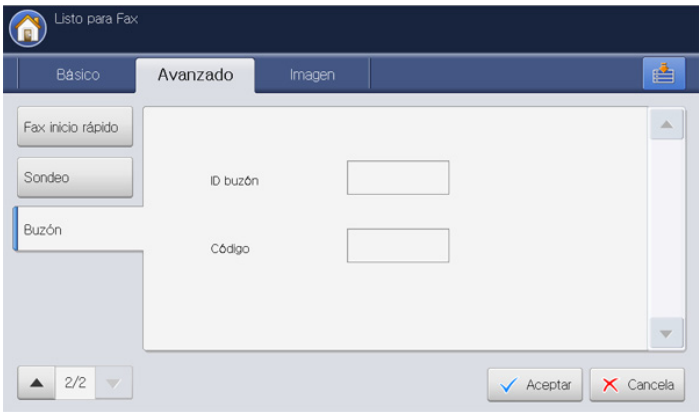 Listo para Fax
Básico
Avanzado
Imagen
Fax inicio rápido
Sondeo
Buzón
ID buzón
Código
2/2
Aceptar
Cancela